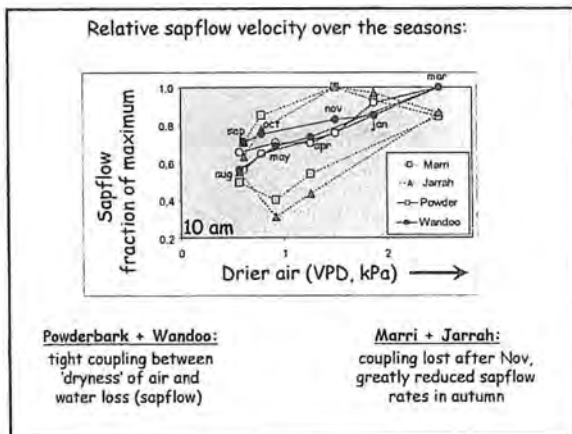 Relative sapflow velocity over the seasons:
Sapflow
fraction of maximum
1.0
0.8
0.6
0.4
0.2
mar
nov
sep
oct
jan
apr
may
aug
Marri
Jarrah
Powder
Wandoo
10 am
0
1
2
3
Drier air (VPD, kPa)
Powderbark + Wandoo:
tight coupling between
'dryness' of air and
water loss (sapflow)
Marri + Jarrah:
coupling lost after Nov,
greatly reduced sapflow
rates in autumn